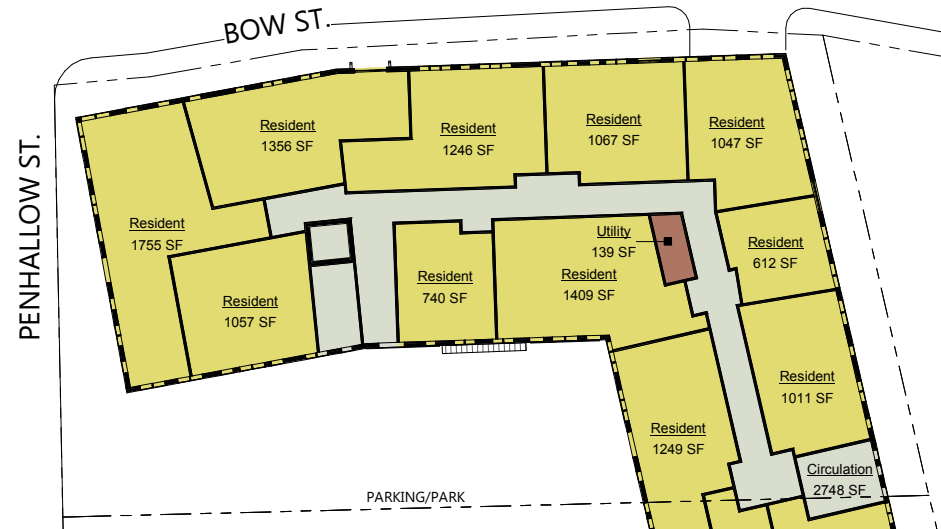 BOW ST.
PENHALLOW ST.
Resident
1356 SF
Resident
1246 SF
Resident
1067 SF
Resident
1047 SF
Resident
1755 SF
Utility
139 SF
Resident
612 SF
Resident
740 SF
Resident
1409 SF
Resident
1057 SF
Resident
1011 SF
Resident
1249 SF
Circulation
2748 SF
PARKING/PARK